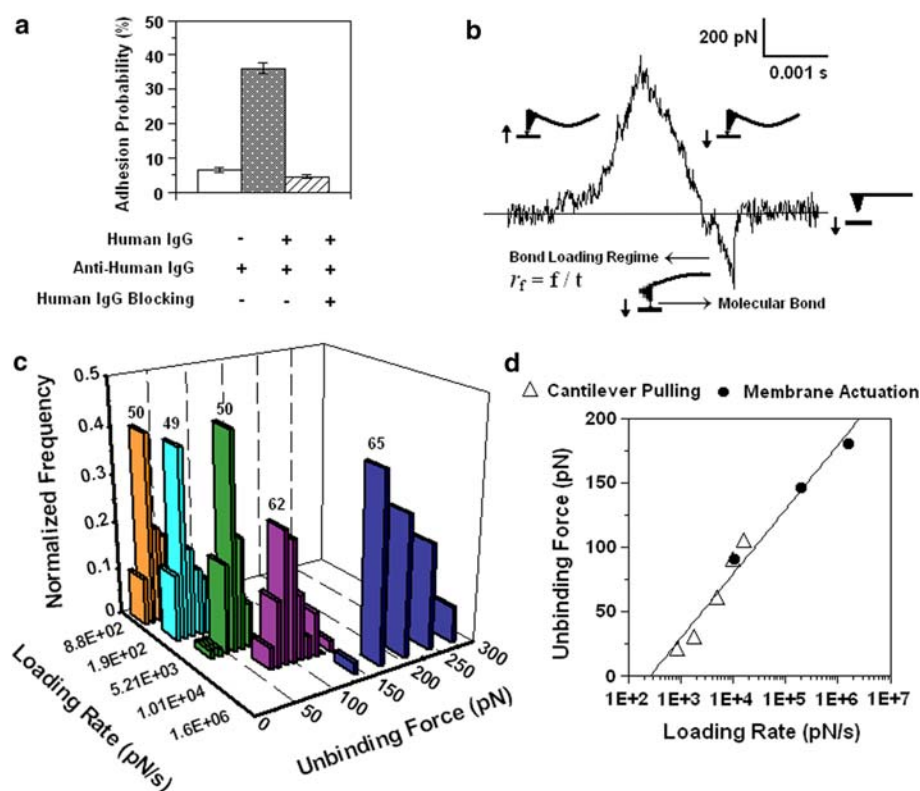 a
Adhesion Probability (%)
50
40
30
20
10
0
Human IgG - + +
Anti-Human IgG + + +
Human IgG Blocking - - +
b
200 pN
0.001 s
Bond Loading Regime
r_f = f / t
Molecular Bond
c
Normalized Frequency
0.5
0.4
0.3
0.2
0.1
0
50
49
50
62
65
8.8E+02
1.9E+02
5.21E+03
1.01E+04
1.6E+06
Loading Rate (pN/s)
0
50
100
150
200
250
300
Unbinding Force (pN)
d
△ Cantilever Pulling ● Membrane Actuation
Unbinding Force (pN)
200
150
100
50
0
1E+2 1E+3 1E+4 1E+5 1E+6 1E+7
Loading Rate (pN/s)